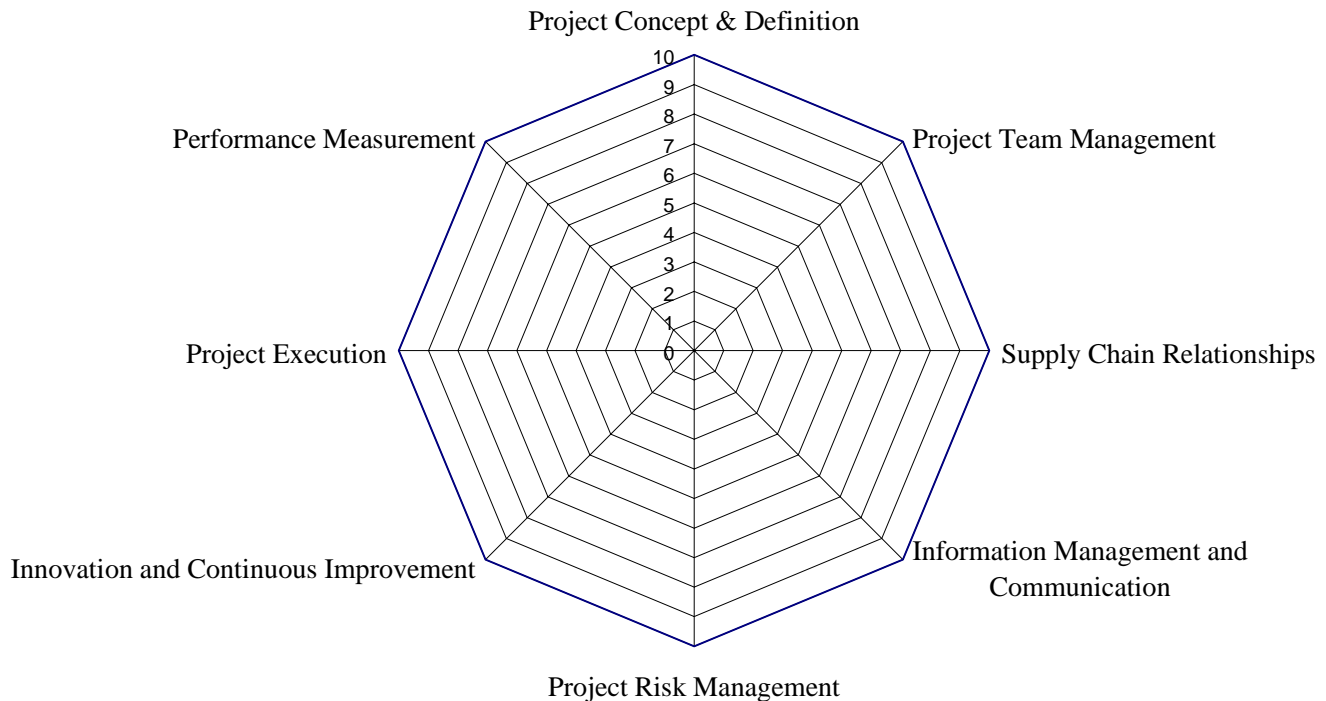 Project Concept & Definition
10
9
8
7
6
5
4
3
2
1
0
Performance Measurement
Project Team Management
Project Execution
Supply Chain Relationships
Innovation and Continuous Improvement
Information Management and
Communication
Project Risk Management